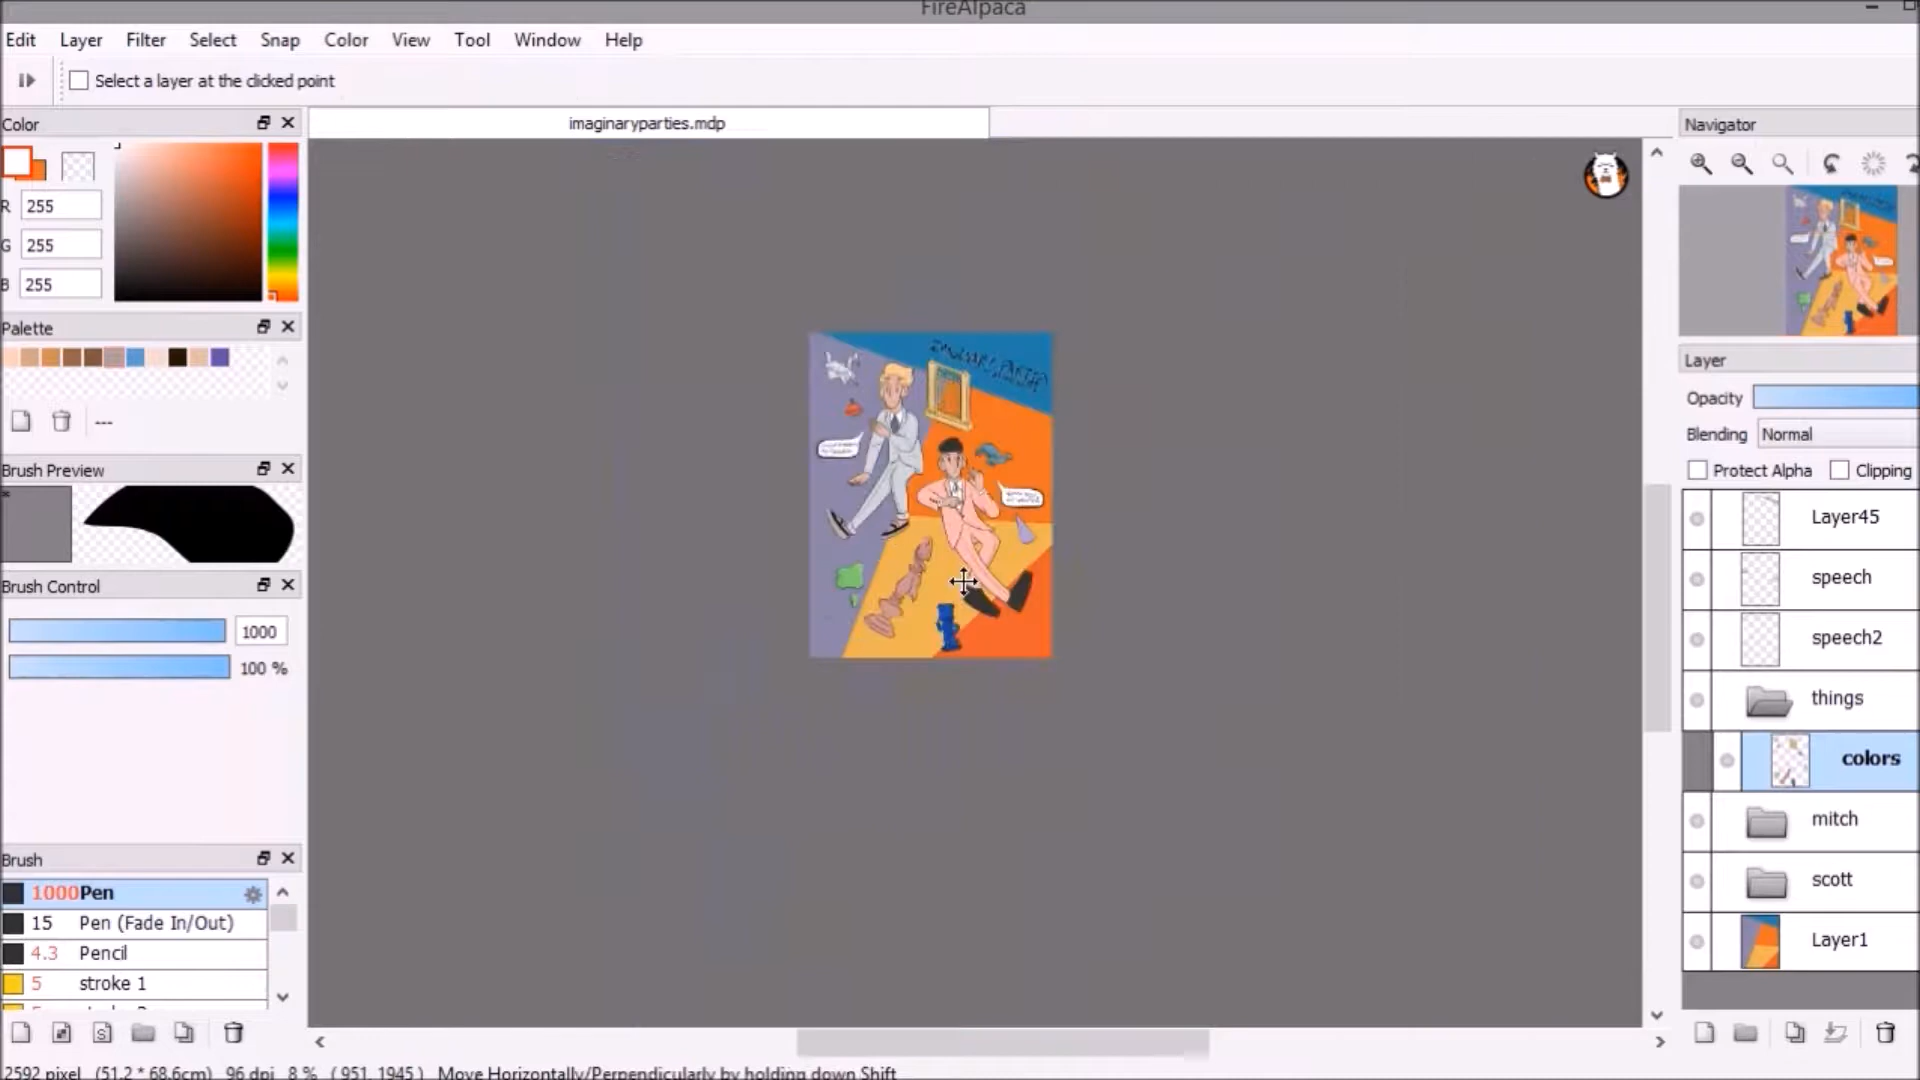 FireAlpaca
Edit Layer Filter Select Snap Color View Tool Window Help
Select a layer at the clicked point
Color
imaginaryparties.mdp
Navigator
R 255
G 255
B 255
Palette
---
Layer
Opacity
Blending Normal
Protect Alpha Clipping
Brush Preview
Brush Control
1000
100 %
Layer45
speech
speech2
things
colors
mitch
scott
Layer1
Brush
1000 Pen
15 Pen (Fade In/Out)
4.3 Pencil
5 stroke 1
2592 pixel (51.2 * 68.6cm) 96 dpi 8 % ( 951, 1945 ) Move Horizontally/Perpendicularly by holding down Shift